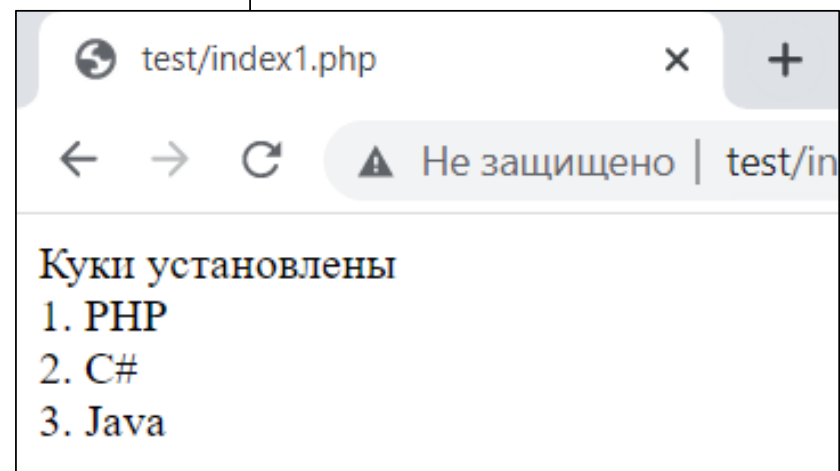 test/index1.php
Не защищено | test/in
Куки установлены
1. PHP
2. C#
3. Java